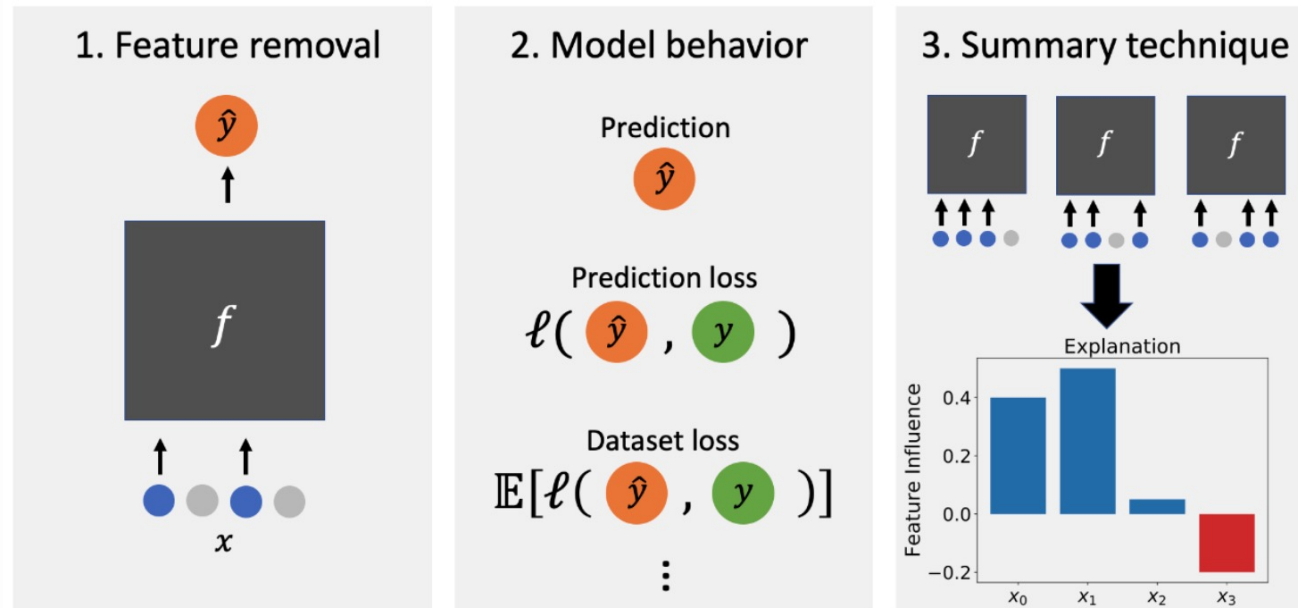 1. Feature removal
ŷ
f
x
2. Model behavior
Prediction
ŷ
Prediction loss
ℓ( ŷ , y )
Dataset loss
𝔼[ℓ( ŷ , y )]
⋮
3. Summary technique
f f f
Explanation
Feature Influence
0.4
0.2
0.0
−0.2
x₀ x₁ x₂ x₃